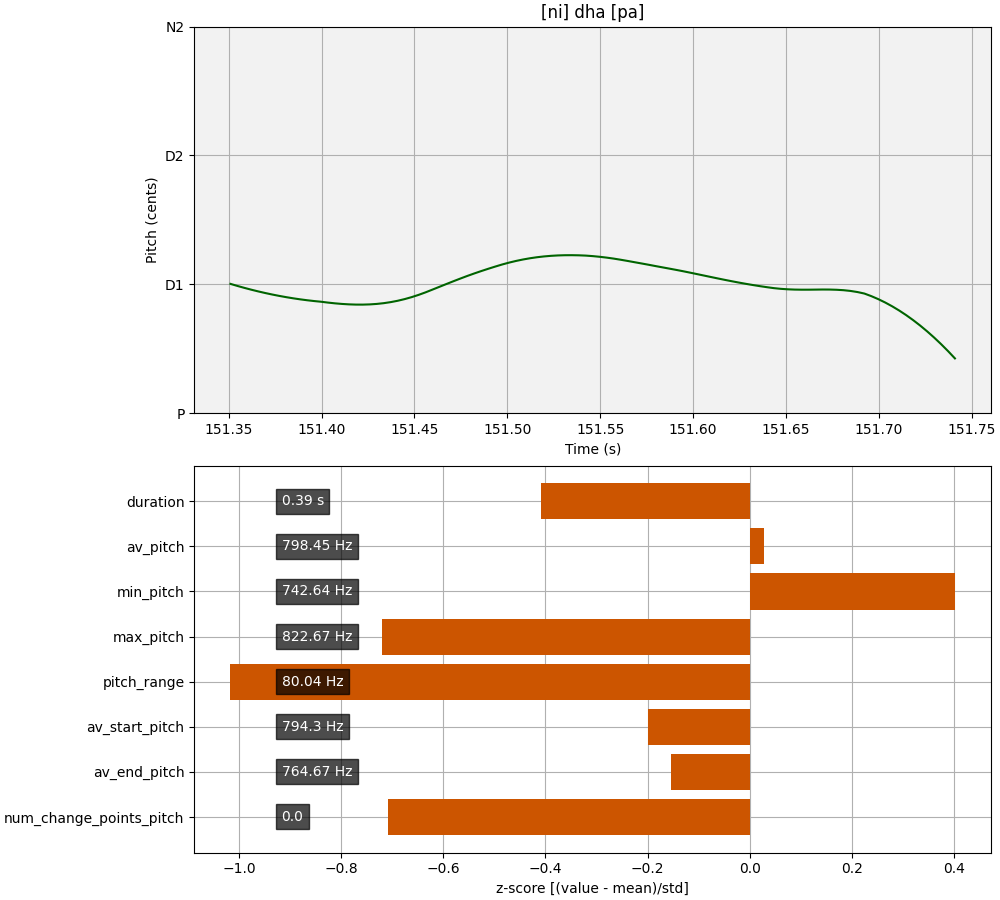 [ni] dha [pa]
N2
D2
D1
P
Pitch (cents)
151.35 151.40 151.45 151.50 151.55 151.60 151.65 151.70 151.75
Time (s)
duration 0.39 s
av_pitch 798.45 Hz
min_pitch 742.64 Hz
max_pitch 822.67 Hz
pitch_range 80.04 Hz
av_start_pitch 794.3 Hz
av_end_pitch 764.67 Hz
num_change_points_pitch 0.0
−1.0 −0.8 −0.6 −0.4 −0.2 0.0 0.2 0.4
z-score [(value - mean)/std]